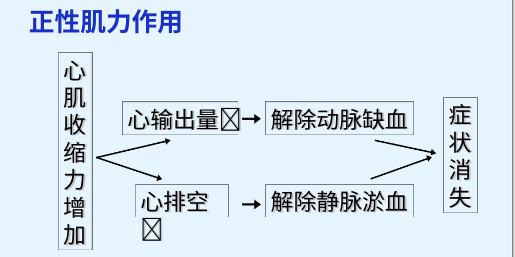 正性肌力作用
心肌收缩力增加
心输出量
解除动脉缺血
心排空
解除静脉淤血
症状消失